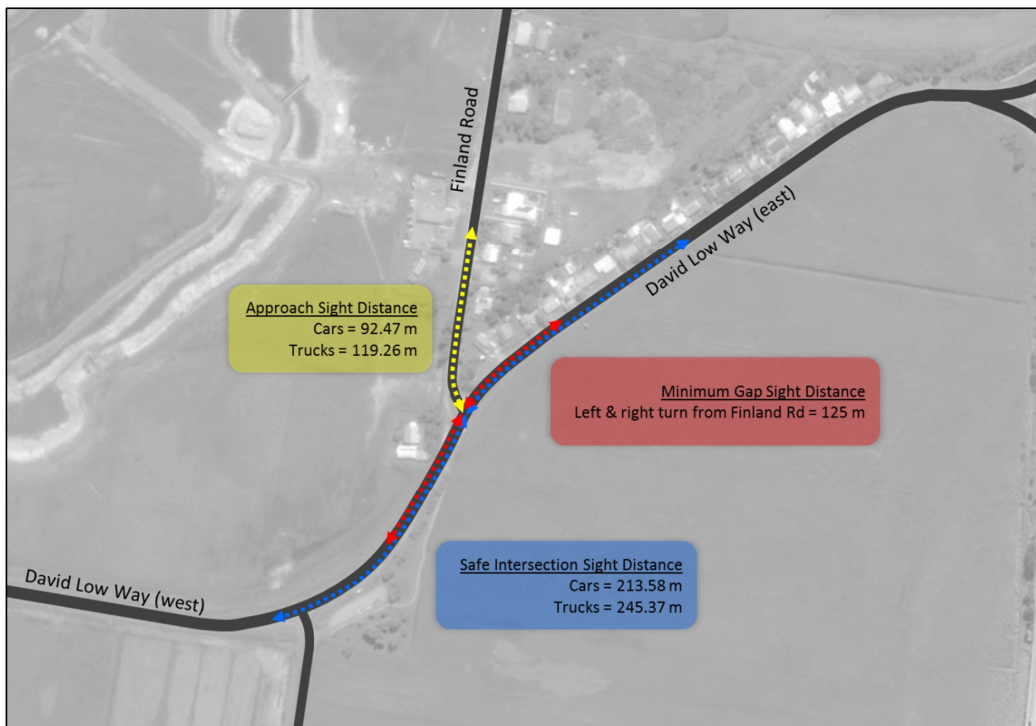 Finland Road
David Low Way (east)
Approach Sight Distance
Cars = 92.47 m
Trucks = 119.26 m
Minimum Gap Sight Distance
Left & right turn from Finland Rd = 125 m
Safe Intersection Sight Distance
Cars = 213.58 m
Trucks = 245.37 m
David Low Way (west)